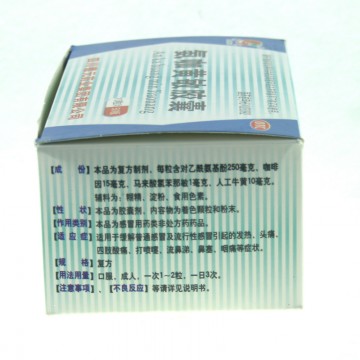 氨咖黄敏胶囊
【成　份】本品为复方制剂，每粒含对乙酰氨基酚250毫克、咖啡
因15毫克、马来酸氯苯那敏1毫克、人工牛黄10毫克。
辅料为：糊精、淀粉、食用色素。
【性　状】本品为胶囊剂，内容物为着色颗粒和粉末。
【作用类别】本品为感冒用药类非处方药药品。
【适 应 症】适用于缓解普通感冒及流行性感冒引起的发热、头痛、
四肢酸痛、打喷嚏、流鼻涕、鼻塞、咽痛等症状。
【规　格】复方
【用法用量】口服，成人，一次1~2粒，一日3次。
【注意事项】、【不良反应】等请详见说明书。